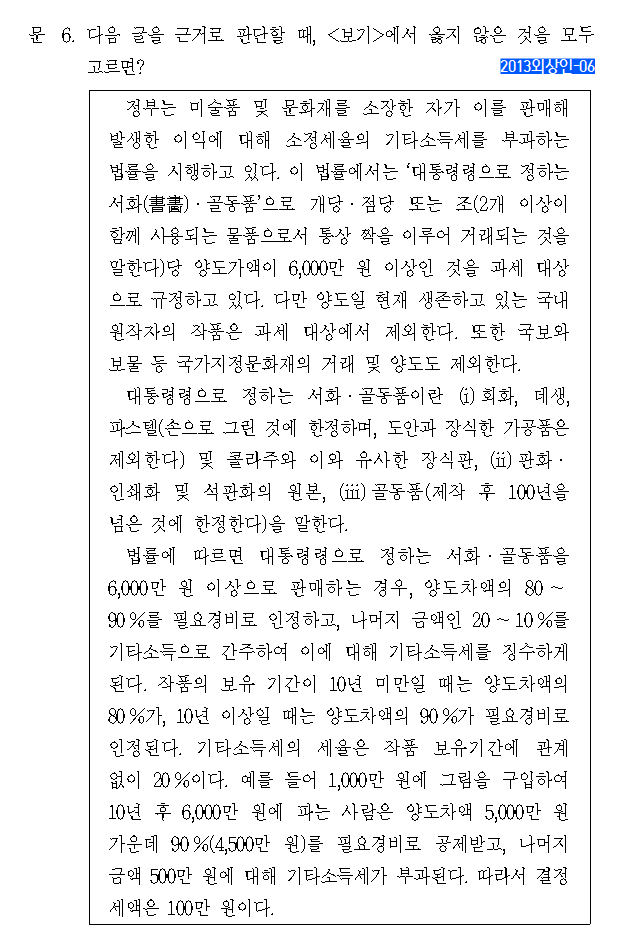 문 6. 다음 글을 근거로 판단할 때, <보기>에서 옳지 않은 것을 모두
고르면?
2013외상인-06
정부는 미술품 및 문화재를 소장한 자가 이를 판매해
발생한 이익에 대해 소정세율의 기타소득세를 부과하는
법률을 시행하고 있다. 이 법률에서는 ‘대통령령으로 정하는
서화(書畵)·골동품’으로 개당·점당 또는 조(2개 이상이
함께 사용되는 물품으로서 통상 짝을 이루어 거래되는 것을
말한다)당 양도가액이 6,000만 원 이상인 것을 과세 대상
으로 규정하고 있다. 다만 양도일 현재 생존하고 있는 국내
원작자의 작품은 과세 대상에서 제외한다. 또한 국보와
보물 등 국가지정문화재의 거래 및 양도도 제외한다.
대통령령으로 정하는 서화·골동품이란 (i)회화, 데생,
파스텔(손으로 그린 것에 한정하며, 도안과 장식한 가공품은
제외한다) 및 콜라주와 이와 유사한 장식판, (ii)판화·
인쇄화 및 석판화의 원본, (iii)골동품(제작 후 100년을
넘은 것에 한정한다)을 말한다.
법률에 따르면 대통령령으로 정하는 서화·골동품을
6,000만 원 이상으로 판매하는 경우, 양도차액의 80 ~
90%를 필요경비로 인정하고, 나머지 금액인 20 ~ 10%를
기타소득으로 간주하여 이에 대해 기타소득세를 징수하게
된다. 작품의 보유 기간이 10년 미만일 때는 양도차액의
80%가, 10년 이상일 때는 양도차액의 90%가 필요경비로
인정된다. 기타소득세의 세율은 작품 보유기간에 관계
없이 20%이다. 예를 들어 1,000만 원에 그림을 구입하여
10년 후 6,000만 원에 파는 사람은 양도차액 5,000만 원
가운데 90%(4,500만 원)를 필요경비로 공제받고, 나머지
금액 500만 원에 대해 기타소득세가 부과된다. 따라서 결정
세액은 100만 원이다.